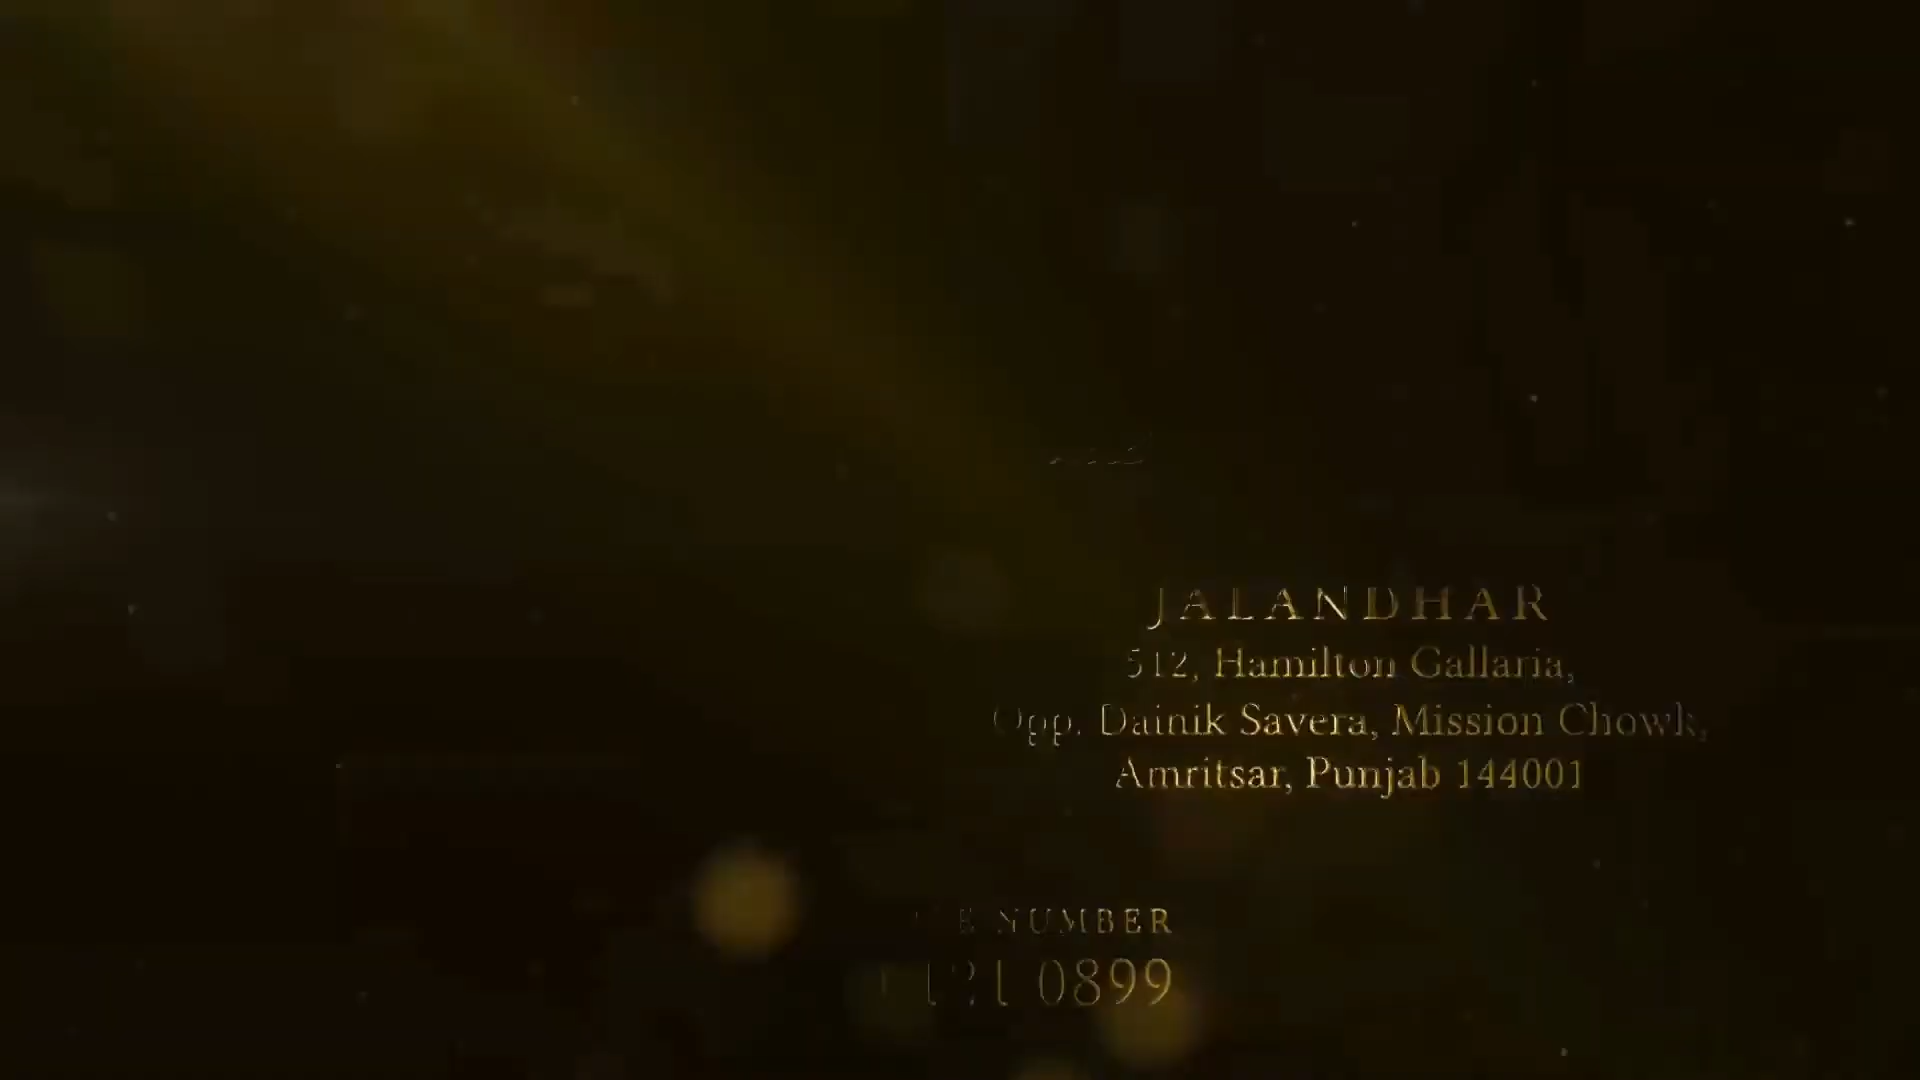 JALANDHAR
512, Hamilton Gallaria,
Opp. Dainik Savera, Mission Chowk,
Amritsar, Punjab 144001
NUMBER
0899